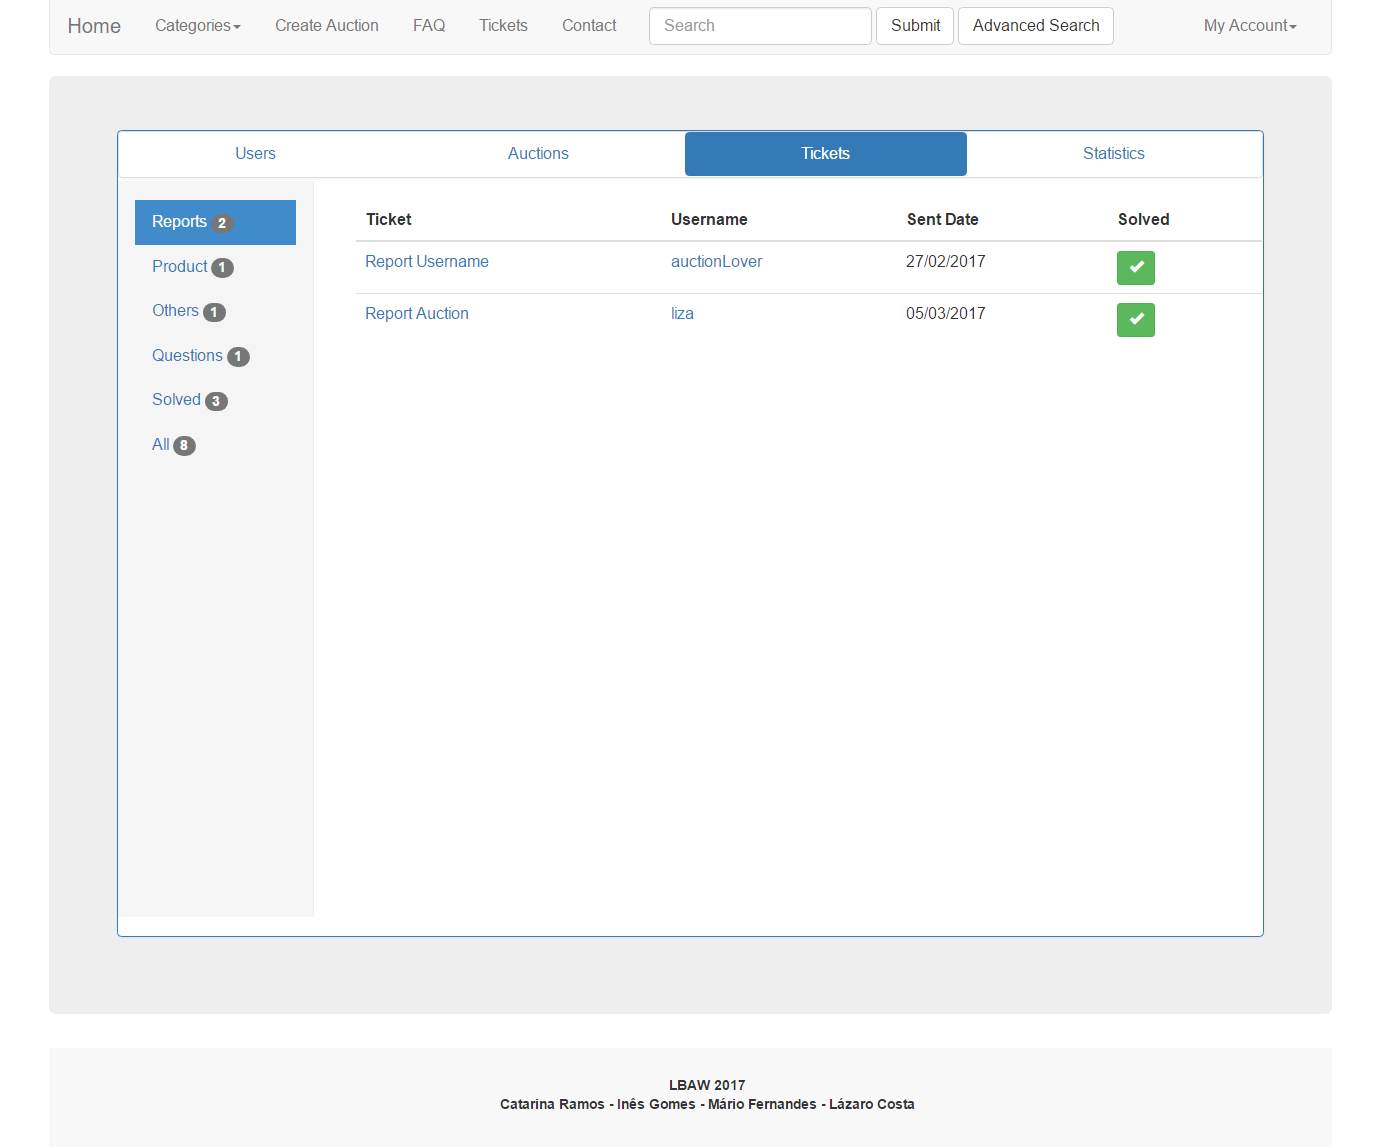 Home Categories Create Auction FAQ Tickets Contact Search Submit Advanced Search My Account
Users Auctions Tickets Statistics
Reports 2
Product 1
Others 1
Questions 1
Solved 3
All 8
Ticket Username Sent Date Solved
Report Username auctionLover 27/02/2017
Report Auction liza 05/03/2017
LBAW 2017
Catarina Ramos - Inês Gomes - Mário Fernandes - Lázaro Costa